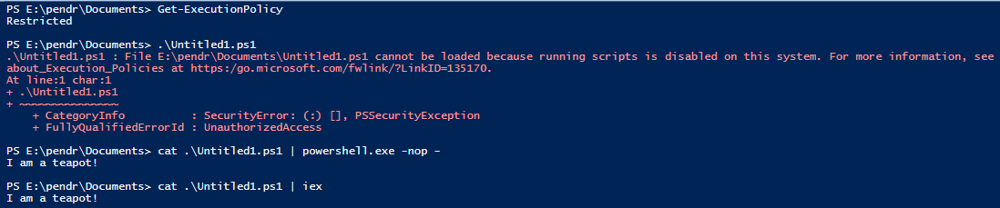 PS E:\pendr\Documents> Get-ExecutionPolicy
Restricted
PS E:\pendr\Documents> .\Untitled1.ps1
.\Untitled1.ps1 : File E:\pendr\Documents\Untitled1.ps1 cannot be loaded because running scripts is disabled on this system. For more information, see
about_Execution_Policies at https:/go.microsoft.com/fwlink/?LinkID=135170.
At line:1 char:1
+ .\Untitled1.ps1
+ ~~~~~~~~~~~~~~~
    + CategoryInfo          : SecurityError: (:) [], PSSecurityException
    + FullyQualifiedErrorId : UnauthorizedAccess
PS E:\pendr\Documents> cat .\Untitled1.ps1 | powershell.exe -nop -
I am a teapot!
PS E:\pendr\Documents> cat .\Untitled1.ps1 | iex
I am a teapot!